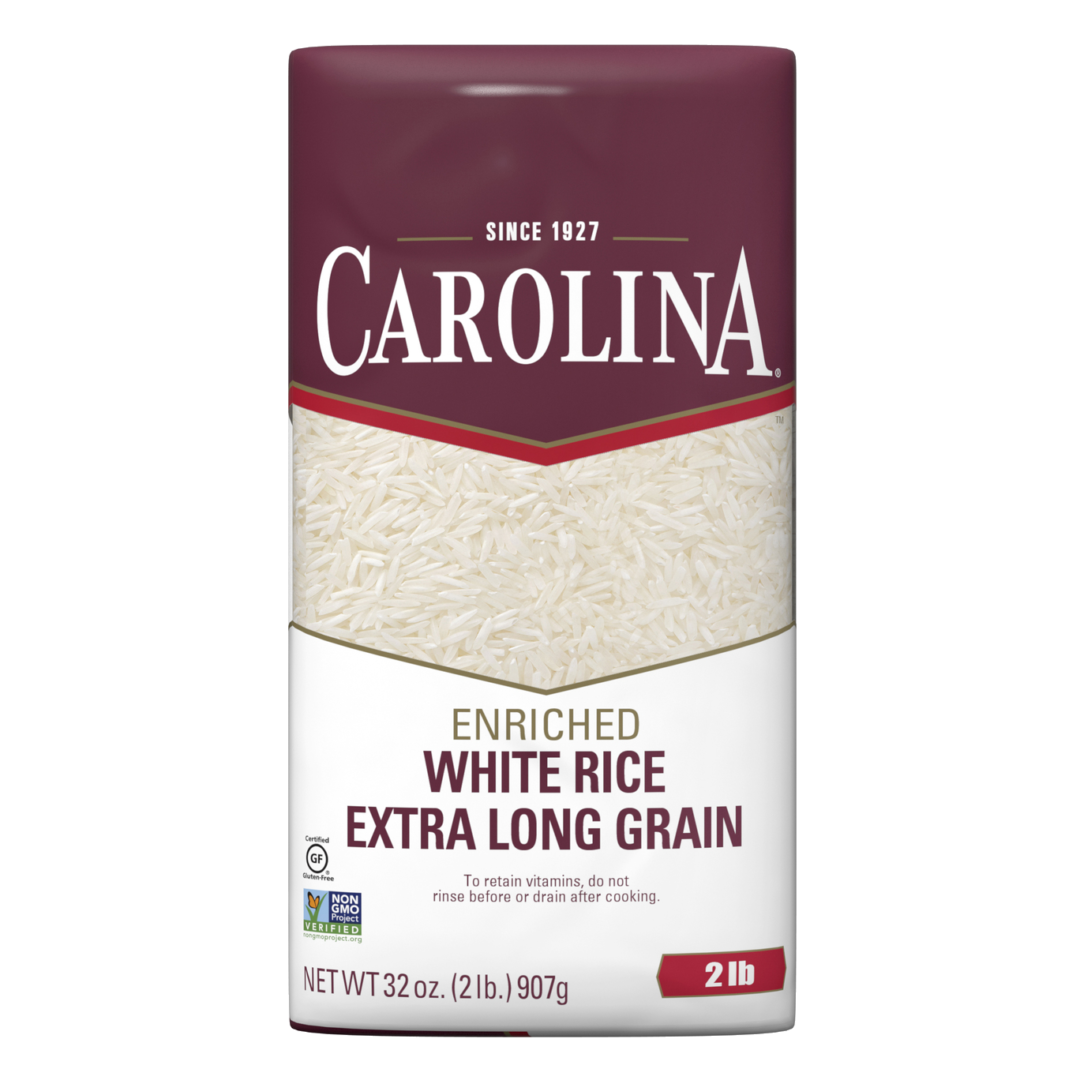 SINCE 1927
CAROLINA®
TM
ENRICHED
WHITE RICE
EXTRA LONG GRAIN
To retain vitamins, do not
rinse before or drain after cooking.
Certified
GF
®
Gluten-Free
NON
GMO
Project
VERIFIED
nongmoproject.org
NET WT 32 oz. (2 lb.) 907g
2 lb